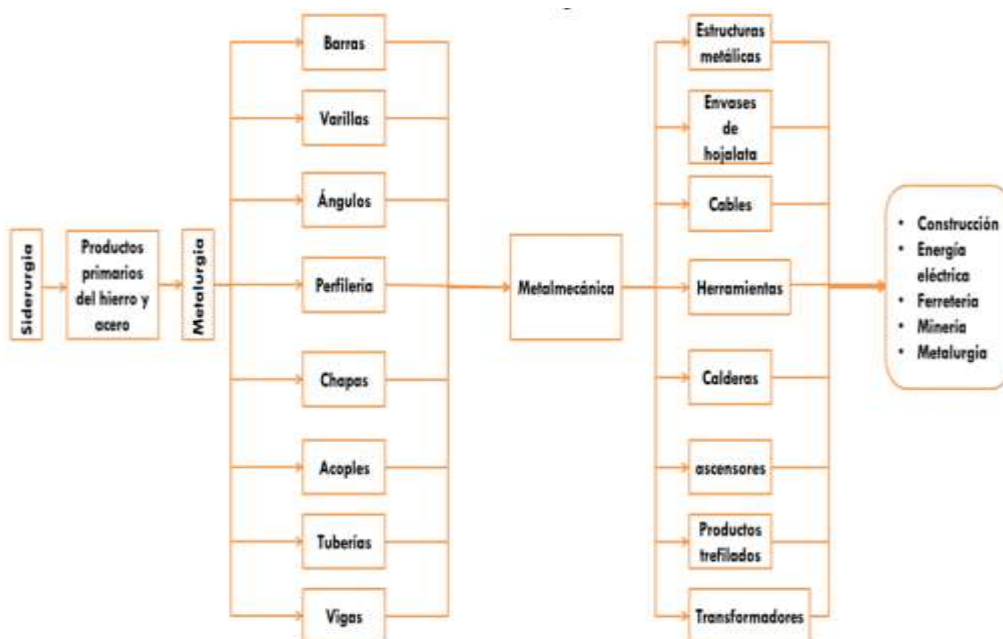 Siderurgia
Productos
primarios
del hierro y
acero
Metalurgia
Barras
Varillas
Ángulos
Perfileria
Chapas
Acoples
Tuberías
Vigas
Metalmecánica
Estructuras
metálicas
Envases
de
hojalata
Cables
Herramientas
Calderas
ascensores
Productos
trefilados
Transformadores
• Construcción
• Energía
eléctrica
• Ferretería
• Minería
• Metalurgia